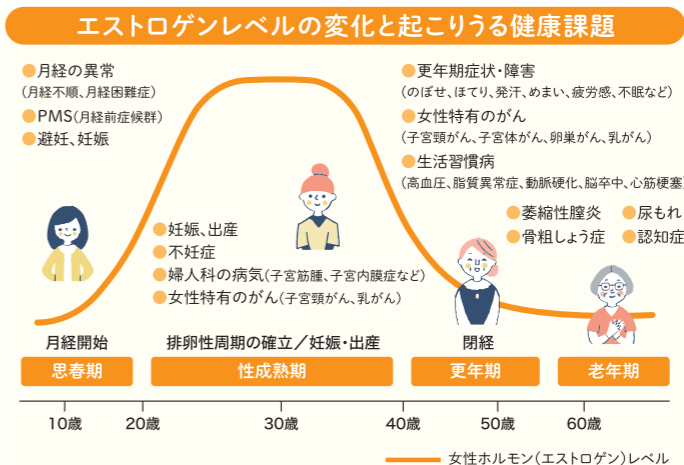 エストロゲンレベルの変化と起こりうる健康課題
●月経の異常
(月経不順、月経困難症)
●PMS(月経前症候群)
●避妊、妊娠
●妊娠、出産
●不妊症
●婦人科の病気(子宮筋腫、子宮内膜症など)
●女性特有のがん(子宮頸がん、乳がん)
●更年期症状・障害
(のぼせ、ほてり、発汗、めまい、疲労感、不眠など)
●女性特有のがん
(子宮頸がん、子宮体がん、卵巣がん、乳がん)
●生活習慣病
(高血圧、脂質異常症、動脈硬化、脳卒中、心筋梗塞)
●萎縮性膣炎 ●尿もれ
●骨粗しょう症 ●認知症
月経開始 排卵性周期の確立/妊娠・出産 閉経
思春期 性成熟期 更年期 老年期
10歳 20歳 30歳 40歳 50歳 60歳
女性ホルモン(エストロゲン)レベル